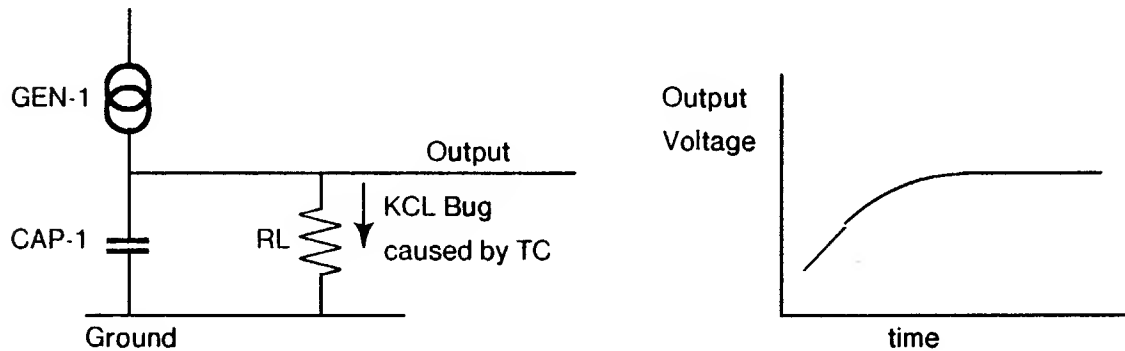 GEN-1
Output
KCL Bug
CAP-1
RL
caused by TC
Ground
Output
Voltage
time